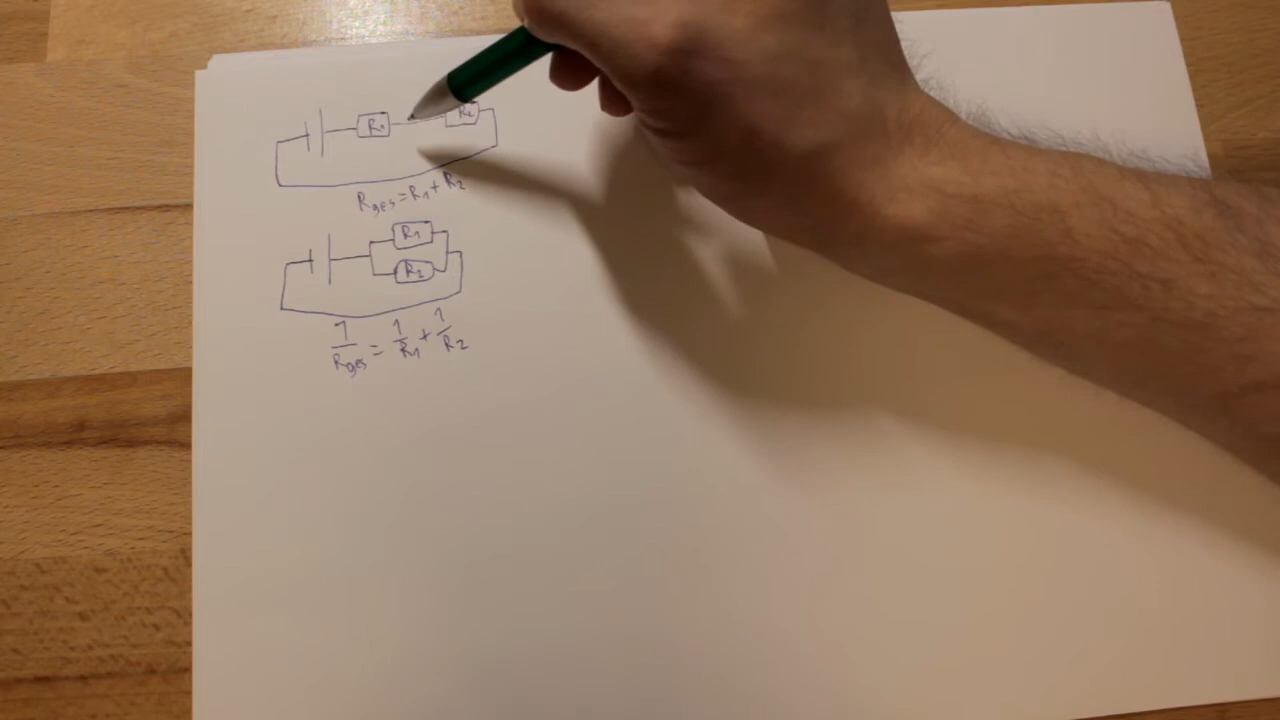 R1 R2
Rges = R1 + R2
R1
R2
1/Rges = 1/R1 + 1/R2